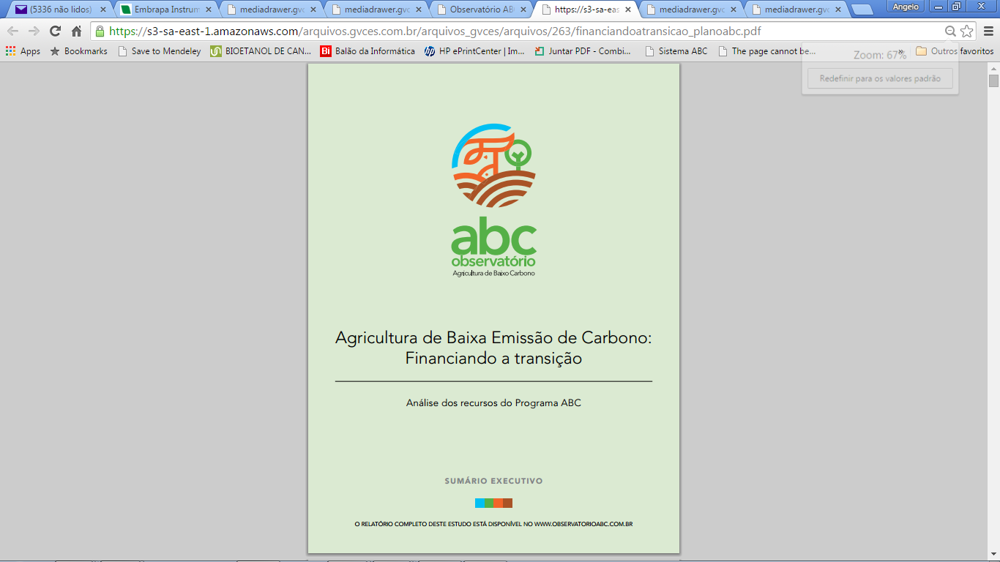 (5336 não lidos)
Embrapa Instrum
mediadrawer.gvc
mediadrawer.gvc
Observatório AB
https://s3-sa-eas
mediadrawer.gvc
mediadrawer.gvc
Angelo
https://s3-sa-east-1.amazonaws.com/arquivos.gvces.com.br/arquivos_gvces/arquivos/263/financiandoatransicao_planoabc.pdf
Apps
Bookmarks
Save to Mendeley
BIOETANOL DE CAN...
Bi Balão da Informática
HP ePrintCenter | Im...
Juntar PDF - Combi...
Sistema ABC
The page cannot be...
»
Outros favoritos
Zoom: 67%
Redefinir para os valores padrão
abc
observatório
Agricultura de Baixo Carbono
Agricultura de Baixa Emissão de Carbono:
Financiando a transição
Análise dos recursos do Programa ABC
SUMÁRIO EXECUTIVO
O RELATÓRIO COMPLETO DESTE ESTUDO ESTÁ DISPONÍVEL NO WWW.OBSERVATORIOABC.COM.BR